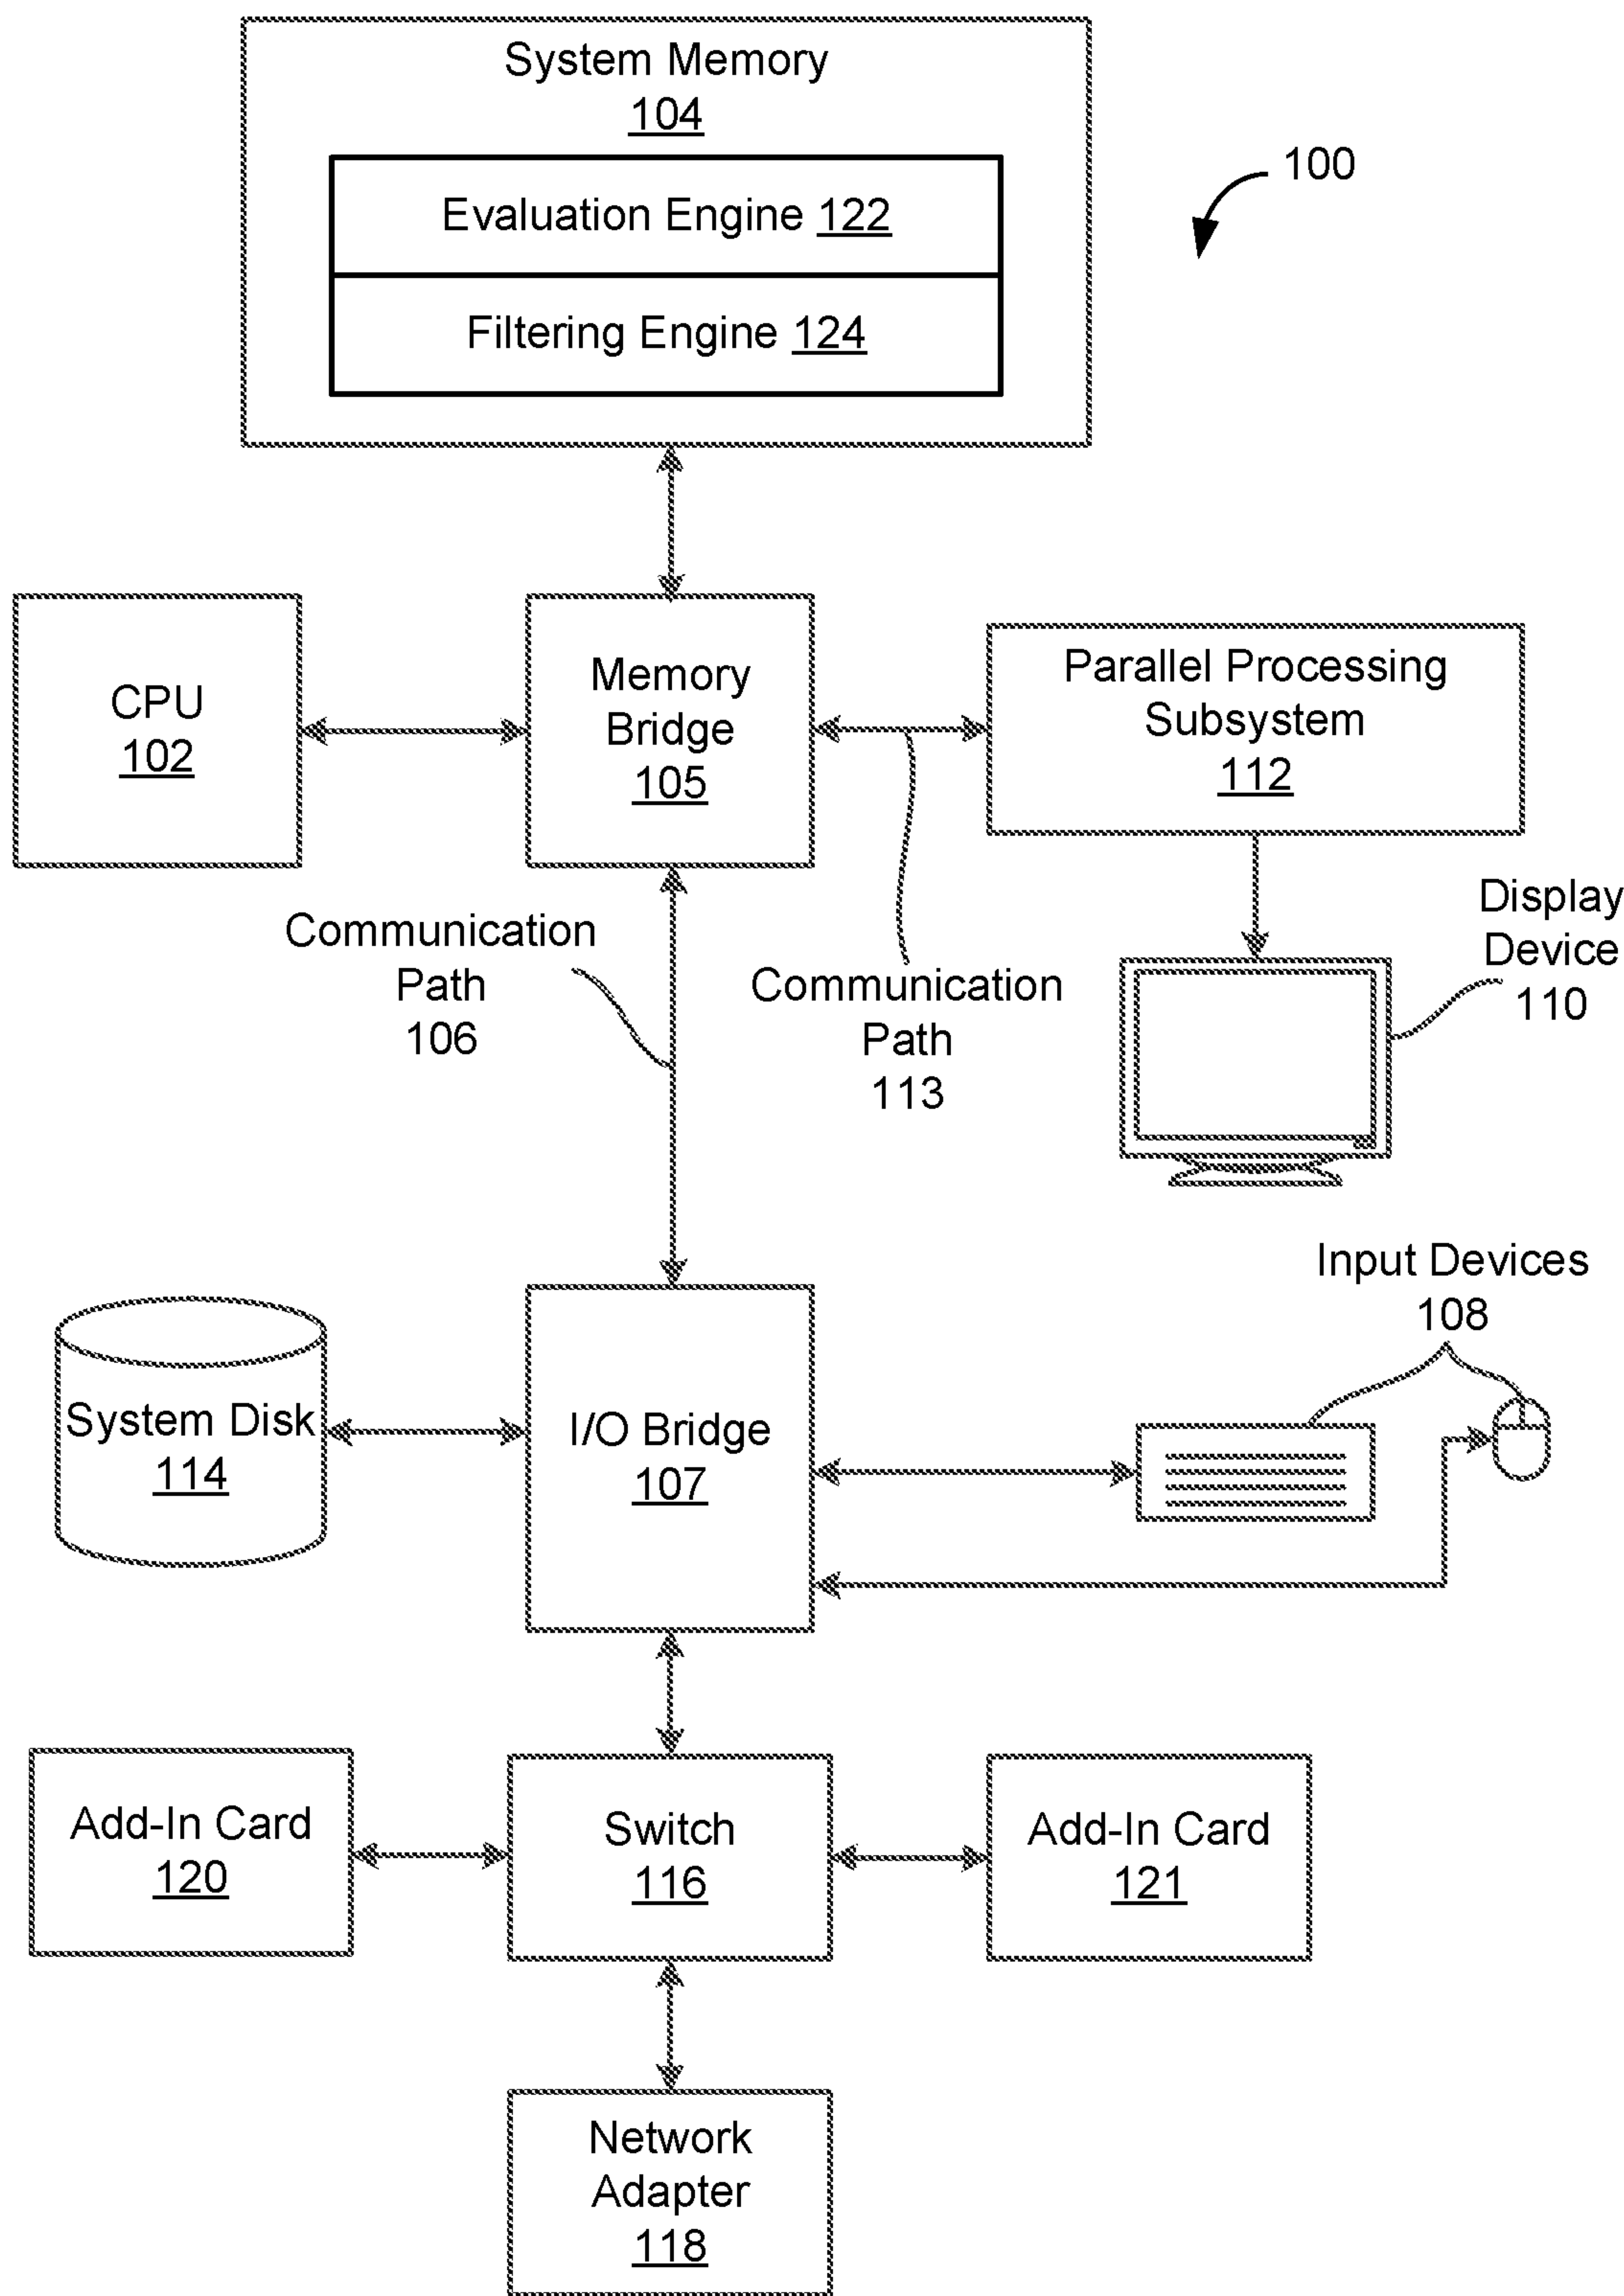 System Memory
104
Evaluation Engine 122
Filtering Engine 124
100
CPU
102
Memory
Bridge
105
Parallel Processing
Subsystem
112
Communication
Path
106
Communication
Path
113
Display
Device
110
Input Devices
108
System Disk
114
I/O Bridge
107
Add-In Card
120
Switch
116
Add-In Card
121
Network
Adapter
118